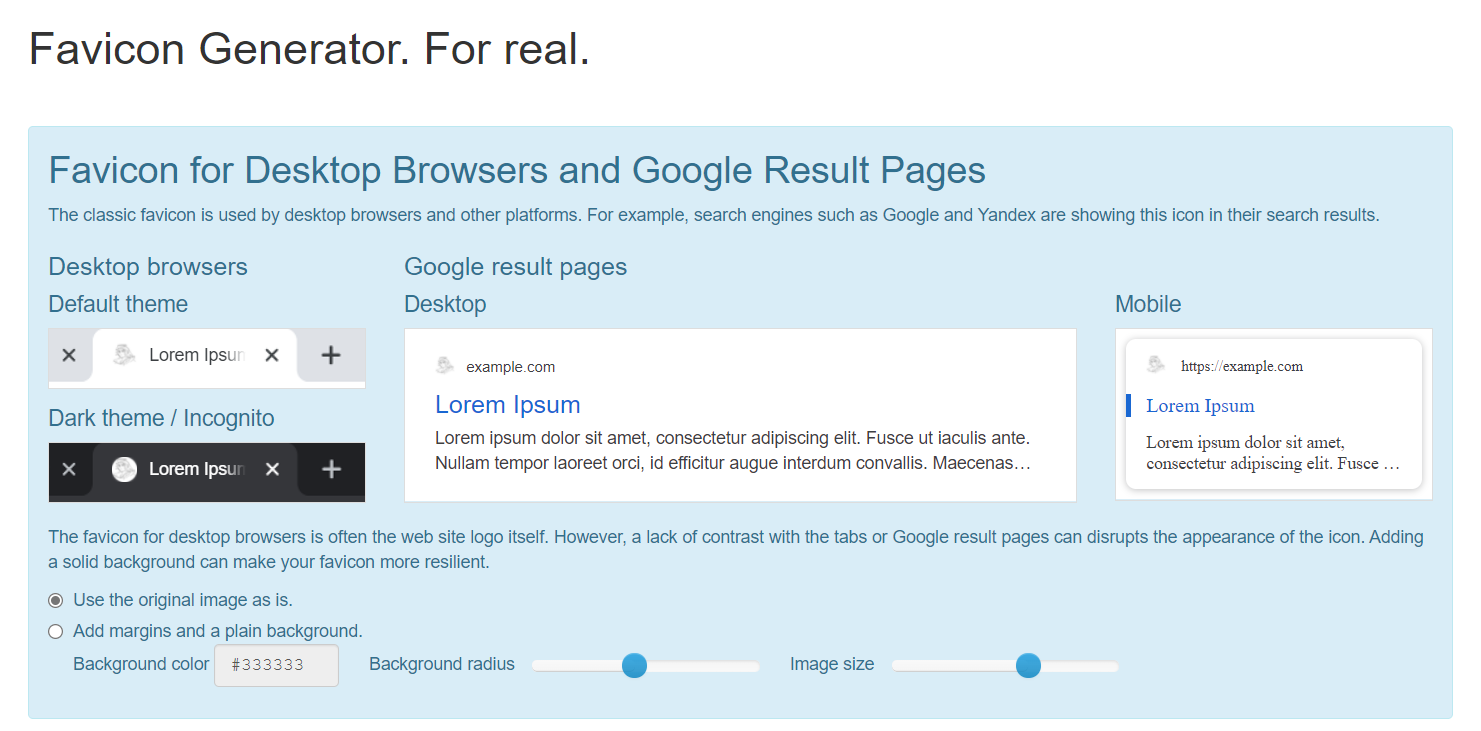 Favicon Generator. For real.
Favicon for Desktop Browsers and Google Result Pages
The classic favicon is used by desktop browsers and other platforms. For example, search engines such as Google and Yandex are showing this icon in their search results.
Desktop browsers
Default theme
Lorem Ipsum
Dark theme / Incognito
Lorem Ipsum
Google result pages
Desktop
example.com
Lorem Ipsum
Lorem ipsum dolor sit amet, consectetur adipiscing elit. Fusce ut iaculis ante.
Nullam tempor laoreet orci, id efficitur augue interdum convallis. Maecenas…
Mobile
https://example.com
Lorem Ipsum
Lorem ipsum dolor sit amet,
consectetur adipiscing elit. Fusce …
The favicon for desktop browsers is often the web site logo itself. However, a lack of contrast with the tabs or Google result pages can disrupts the appearance of the icon. Adding
a solid background can make your favicon more resilient.
Use the original image as is.
Add margins and a plain background.
Background color #333333 Background radius Image size